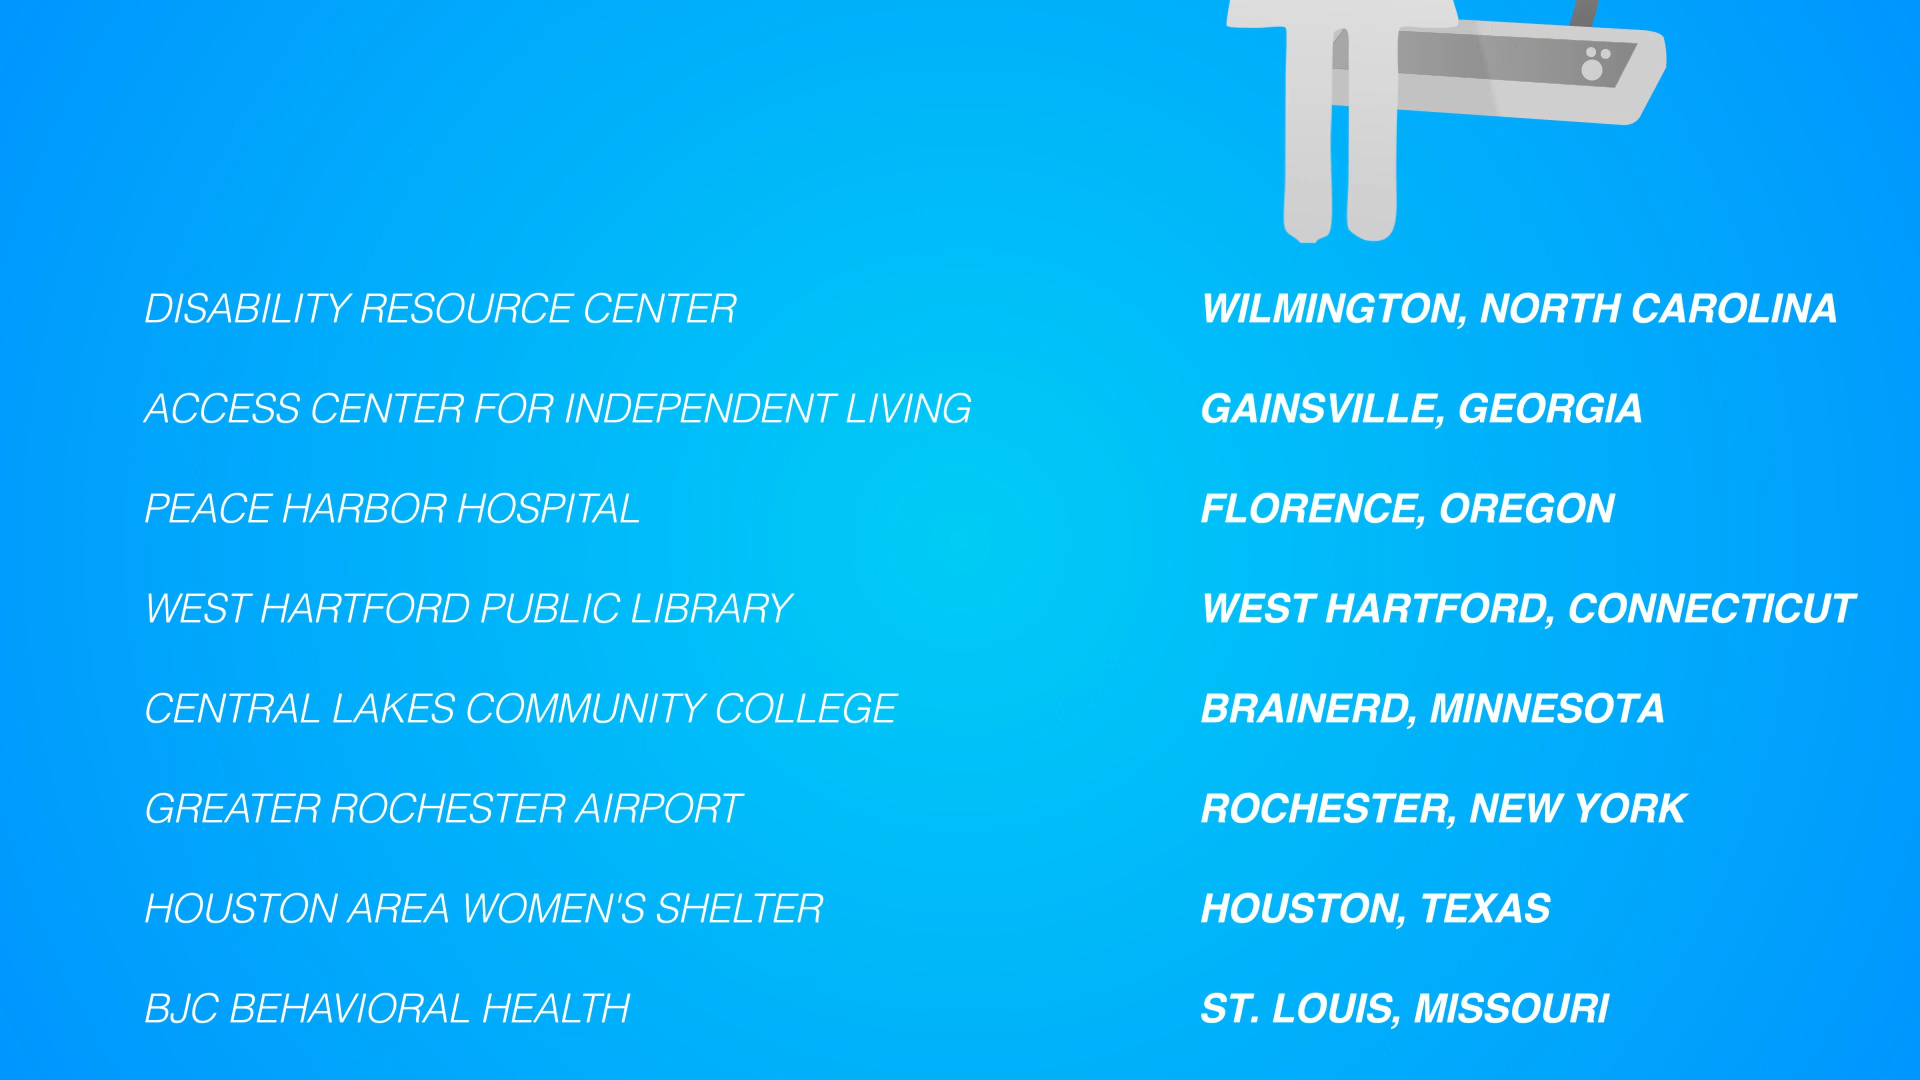 DISABILITY RESOURCE CENTER WILMINGTON, NORTH CAROLINA
ACCESS CENTER FOR INDEPENDENT LIVING GAINSVILLE, GEORGIA
PEACE HARBOR HOSPITAL FLORENCE, OREGON
WEST HARTFORD PUBLIC LIBRARY WEST HARTFORD, CONNECTICUT
CENTRAL LAKES COMMUNITY COLLEGE BRAINERD, MINNESOTA
GREATER ROCHESTER AIRPORT ROCHESTER, NEW YORK
HOUSTON AREA WOMEN'S SHELTER HOUSTON, TEXAS
BJC BEHAVIORAL HEALTH ST. LOUIS, MISSOURI